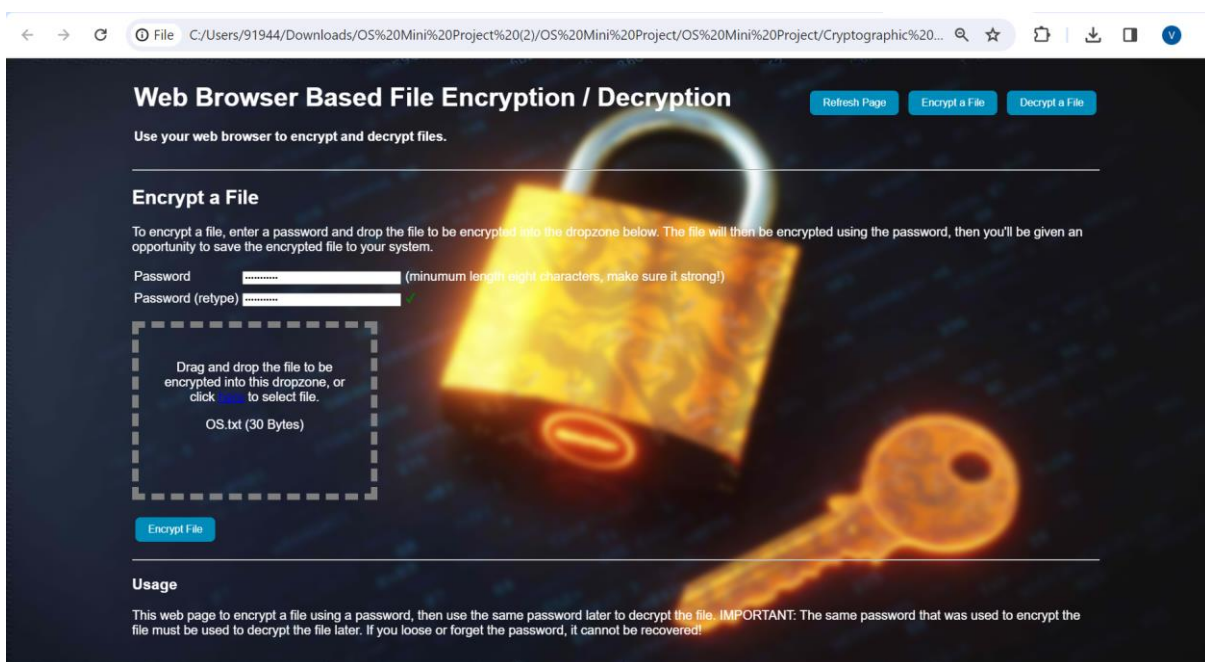 File C:/Users/91944/Downloads/OS%20Mini%20Project%20(2)/OS%20Mini%20Project/OS%20Mini%20Project/Cryptographic%20... V
Web Browser Based File Encryption / Decryption
Refresh Page Encrypt a File Decrypt a File
Use your web browser to encrypt and decrypt files.
Encrypt a File
To encrypt a file, enter a password and drop the file to be encrypted into the dropzone below. The file will then be encrypted using the password, then you'll be given an
opportunity to save the encrypted file to your system.
Password (minumum length eight characters, make sure it strong!)
Password (retype)
Drag and drop the file to be
encrypted into this dropzone, or
click here to select file.
OS.txt (30 Bytes)
Encrypt File
Usage
This web page to encrypt a file using a password, then use the same password later to decrypt the file. IMPORTANT: The same password that was used to encrypt the
file must be used to decrypt the file later. If you loose or forget the password, it cannot be recovered!